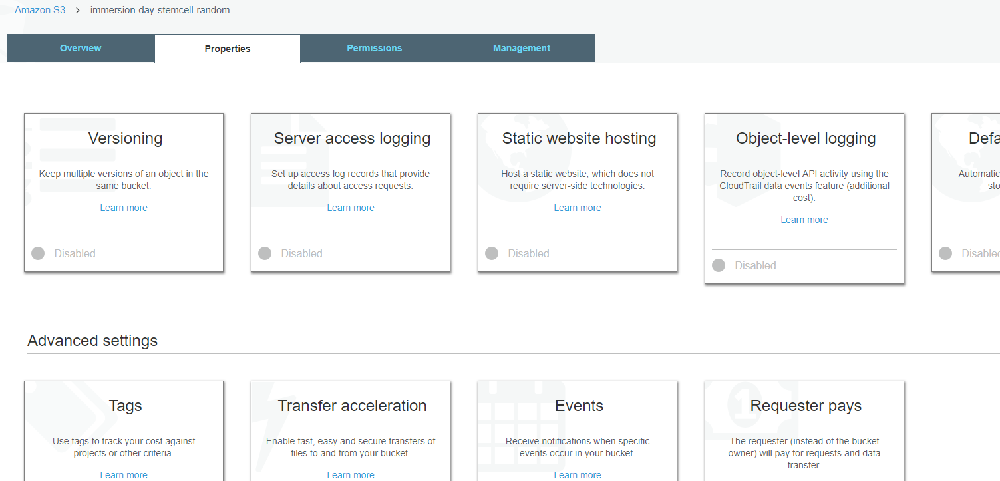 Amazon S3 > immersion-day-stemcell-random
Overview
Properties
Permissions
Management
Versioning
Keep multiple versions of an object in the
same bucket.
Learn more
Disabled
Server access logging
Set up access log records that provide
details about access requests.
Learn more
Disabled
Static website hosting
Host a static website, which does not
require server-side technologies.
Learn more
Disabled
Object-level logging
Record object-level API activity using the
CloudTrail data events feature (additional
cost).
Learn more
Disabled
Defa
Automatic
sto
Disabled
Advanced settings
Tags
Use tags to track your cost against
projects or other criteria.
Learn more
Transfer acceleration
Enable fast, easy and secure transfers of
files to and from your bucket.
Learn more
Events
Receive notifications when specific
events occur in your bucket.
Learn more
Requester pays
The requester (instead of the bucket
owner) will pay for requests and data
transfer.